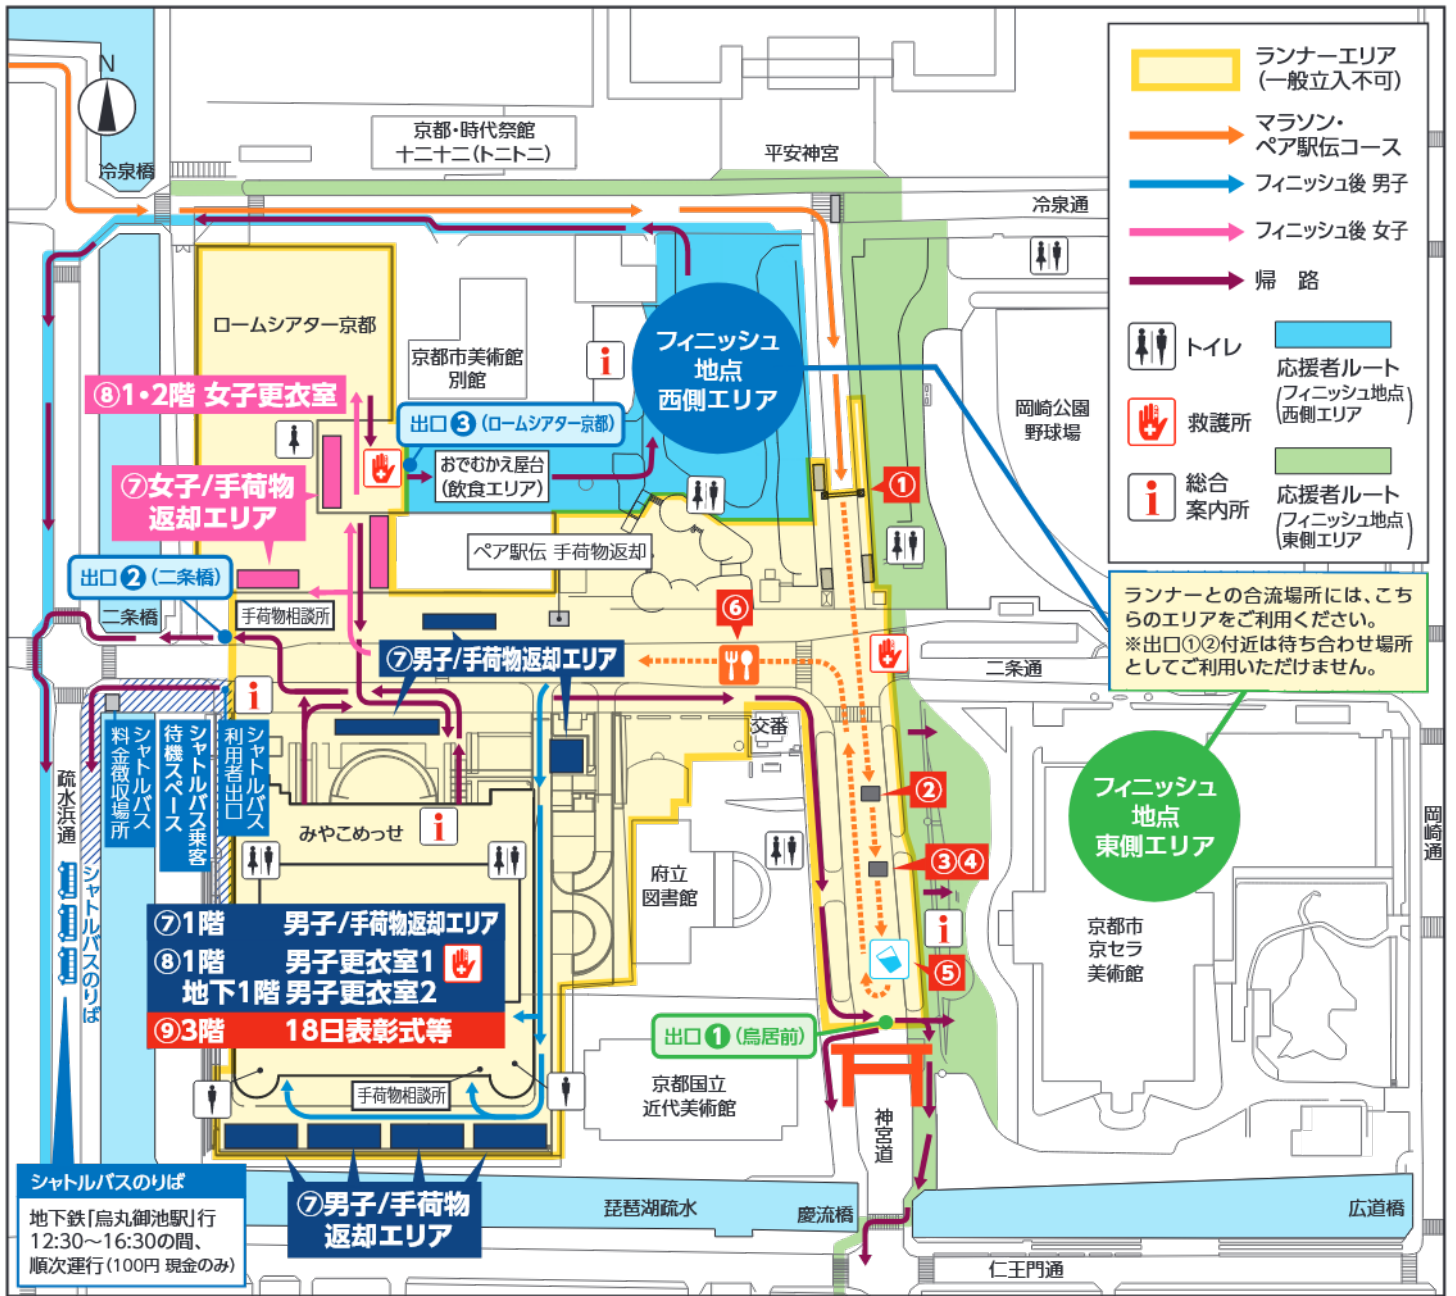 N
冷泉橋
京都・時代祭館
十二十二(トニトニ)
平安神宮
冷泉通
ランナーエリア
(一般立入不可)
マラソン・
ペア駅伝コース
フィニッシュ後 男子
フィニッシュ後 女子
帰 路
トイレ
救護所
i
総合
案内所
応援者ルート
(フィニッシュ地点
西側エリア)
応援者ルート
(フィニッシュ地点
東側エリア)
ランナーとの合流場所には、こち
らのエリアをご利用ください。
※出口①②付近は待ち合わせ場所
としてご利用いただけません。
ロームシアター京都
京都市美術館
別館
i
フィニッシュ
地点
西側エリア
岡崎公園
野球場
⑧1・2階 女子更衣室
出口❸(ロームシアター京都)
おでむかえ屋台
(飲食エリア)
⑦女子/手荷物
返却エリア
①
ペア駅伝 手荷物返却
出口❷(二条橋)
二条橋
手荷物相談所
⑥
⑦男子/手荷物返却エリア
二条通
i
交番
シャトルバス
料金徴収場所
シャトルバス乗客
待機スペース
シャトルバス
利用者出口
疏水浜通
シャトルバスのりば
みやこめっせ
i
②
③④
⑤
i
フィニッシュ
地点
東側エリア
岡崎通
府立
図書館
京都市
京セラ
美術館
⑦1階 男子/手荷物返却エリア
⑧1階 男子更衣室1
地下1階 男子更衣室2
⑨3階 18日表彰式等
出口❶(鳥居前)
手荷物相談所
京都国立
近代美術館
神宮道
シャトルバスのりば
地下鉄「烏丸御池駅」行
12:30〜16:30の間、
順次運行(100円 現金のみ)
⑦男子/手荷物
返却エリア
琵琶湖疏水
慶流橋
広道橋
仁王門通